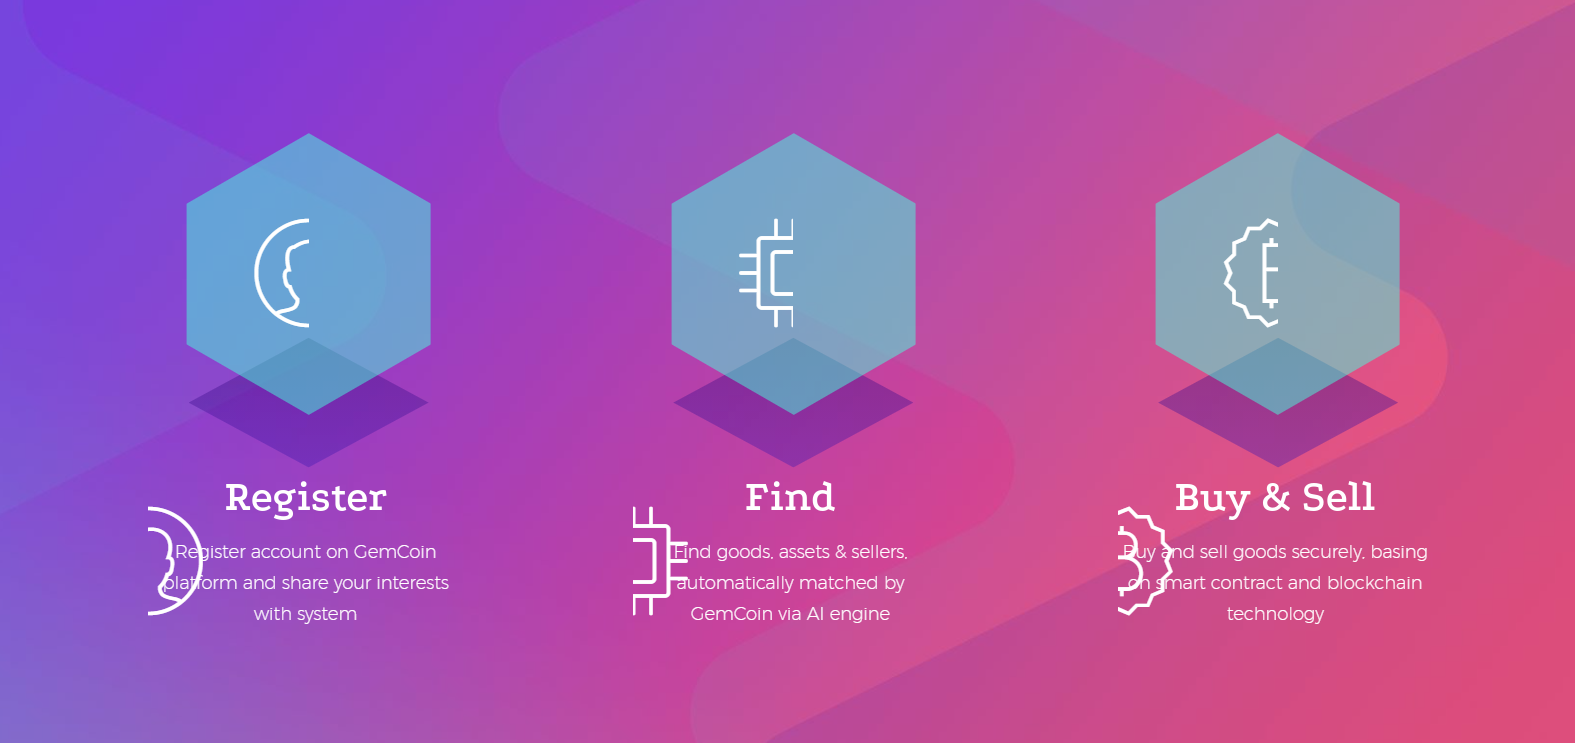 Register
Register account on GemCoin
platform and share your interests
with system
Find
Find goods, assets & sellers,
automatically matched by
GemCoin via AI engine
Buy & Sell
Buy and sell goods securely, basing
on smart contract and blockchain
technology